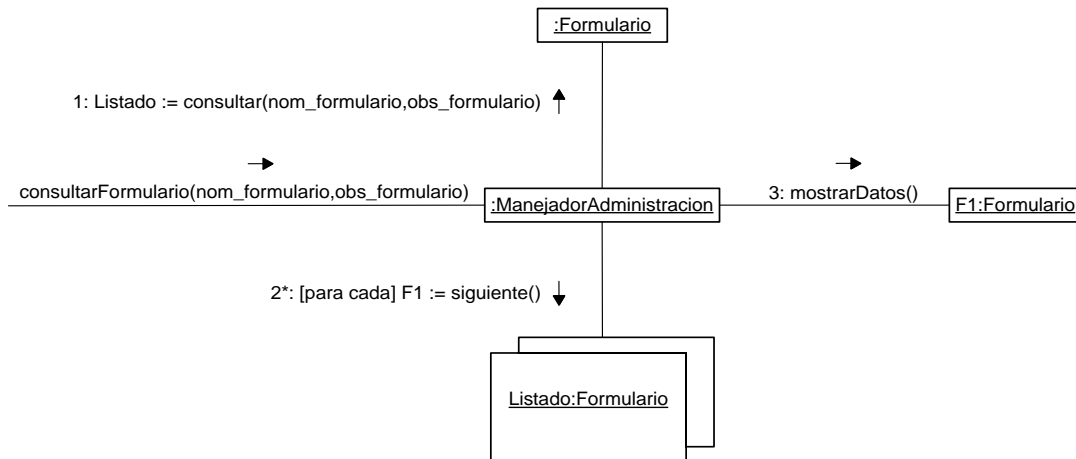 :Formulario
1: Listado := consultar(nom_formulario,obs_formulario)
consultarFormulario(nom_formulario,obs_formulario)
:ManejadorAdministracion
3: mostrarDatos()
F1:Formulario
2*: [para cada] F1 := siguiente()
Listado:Formulario